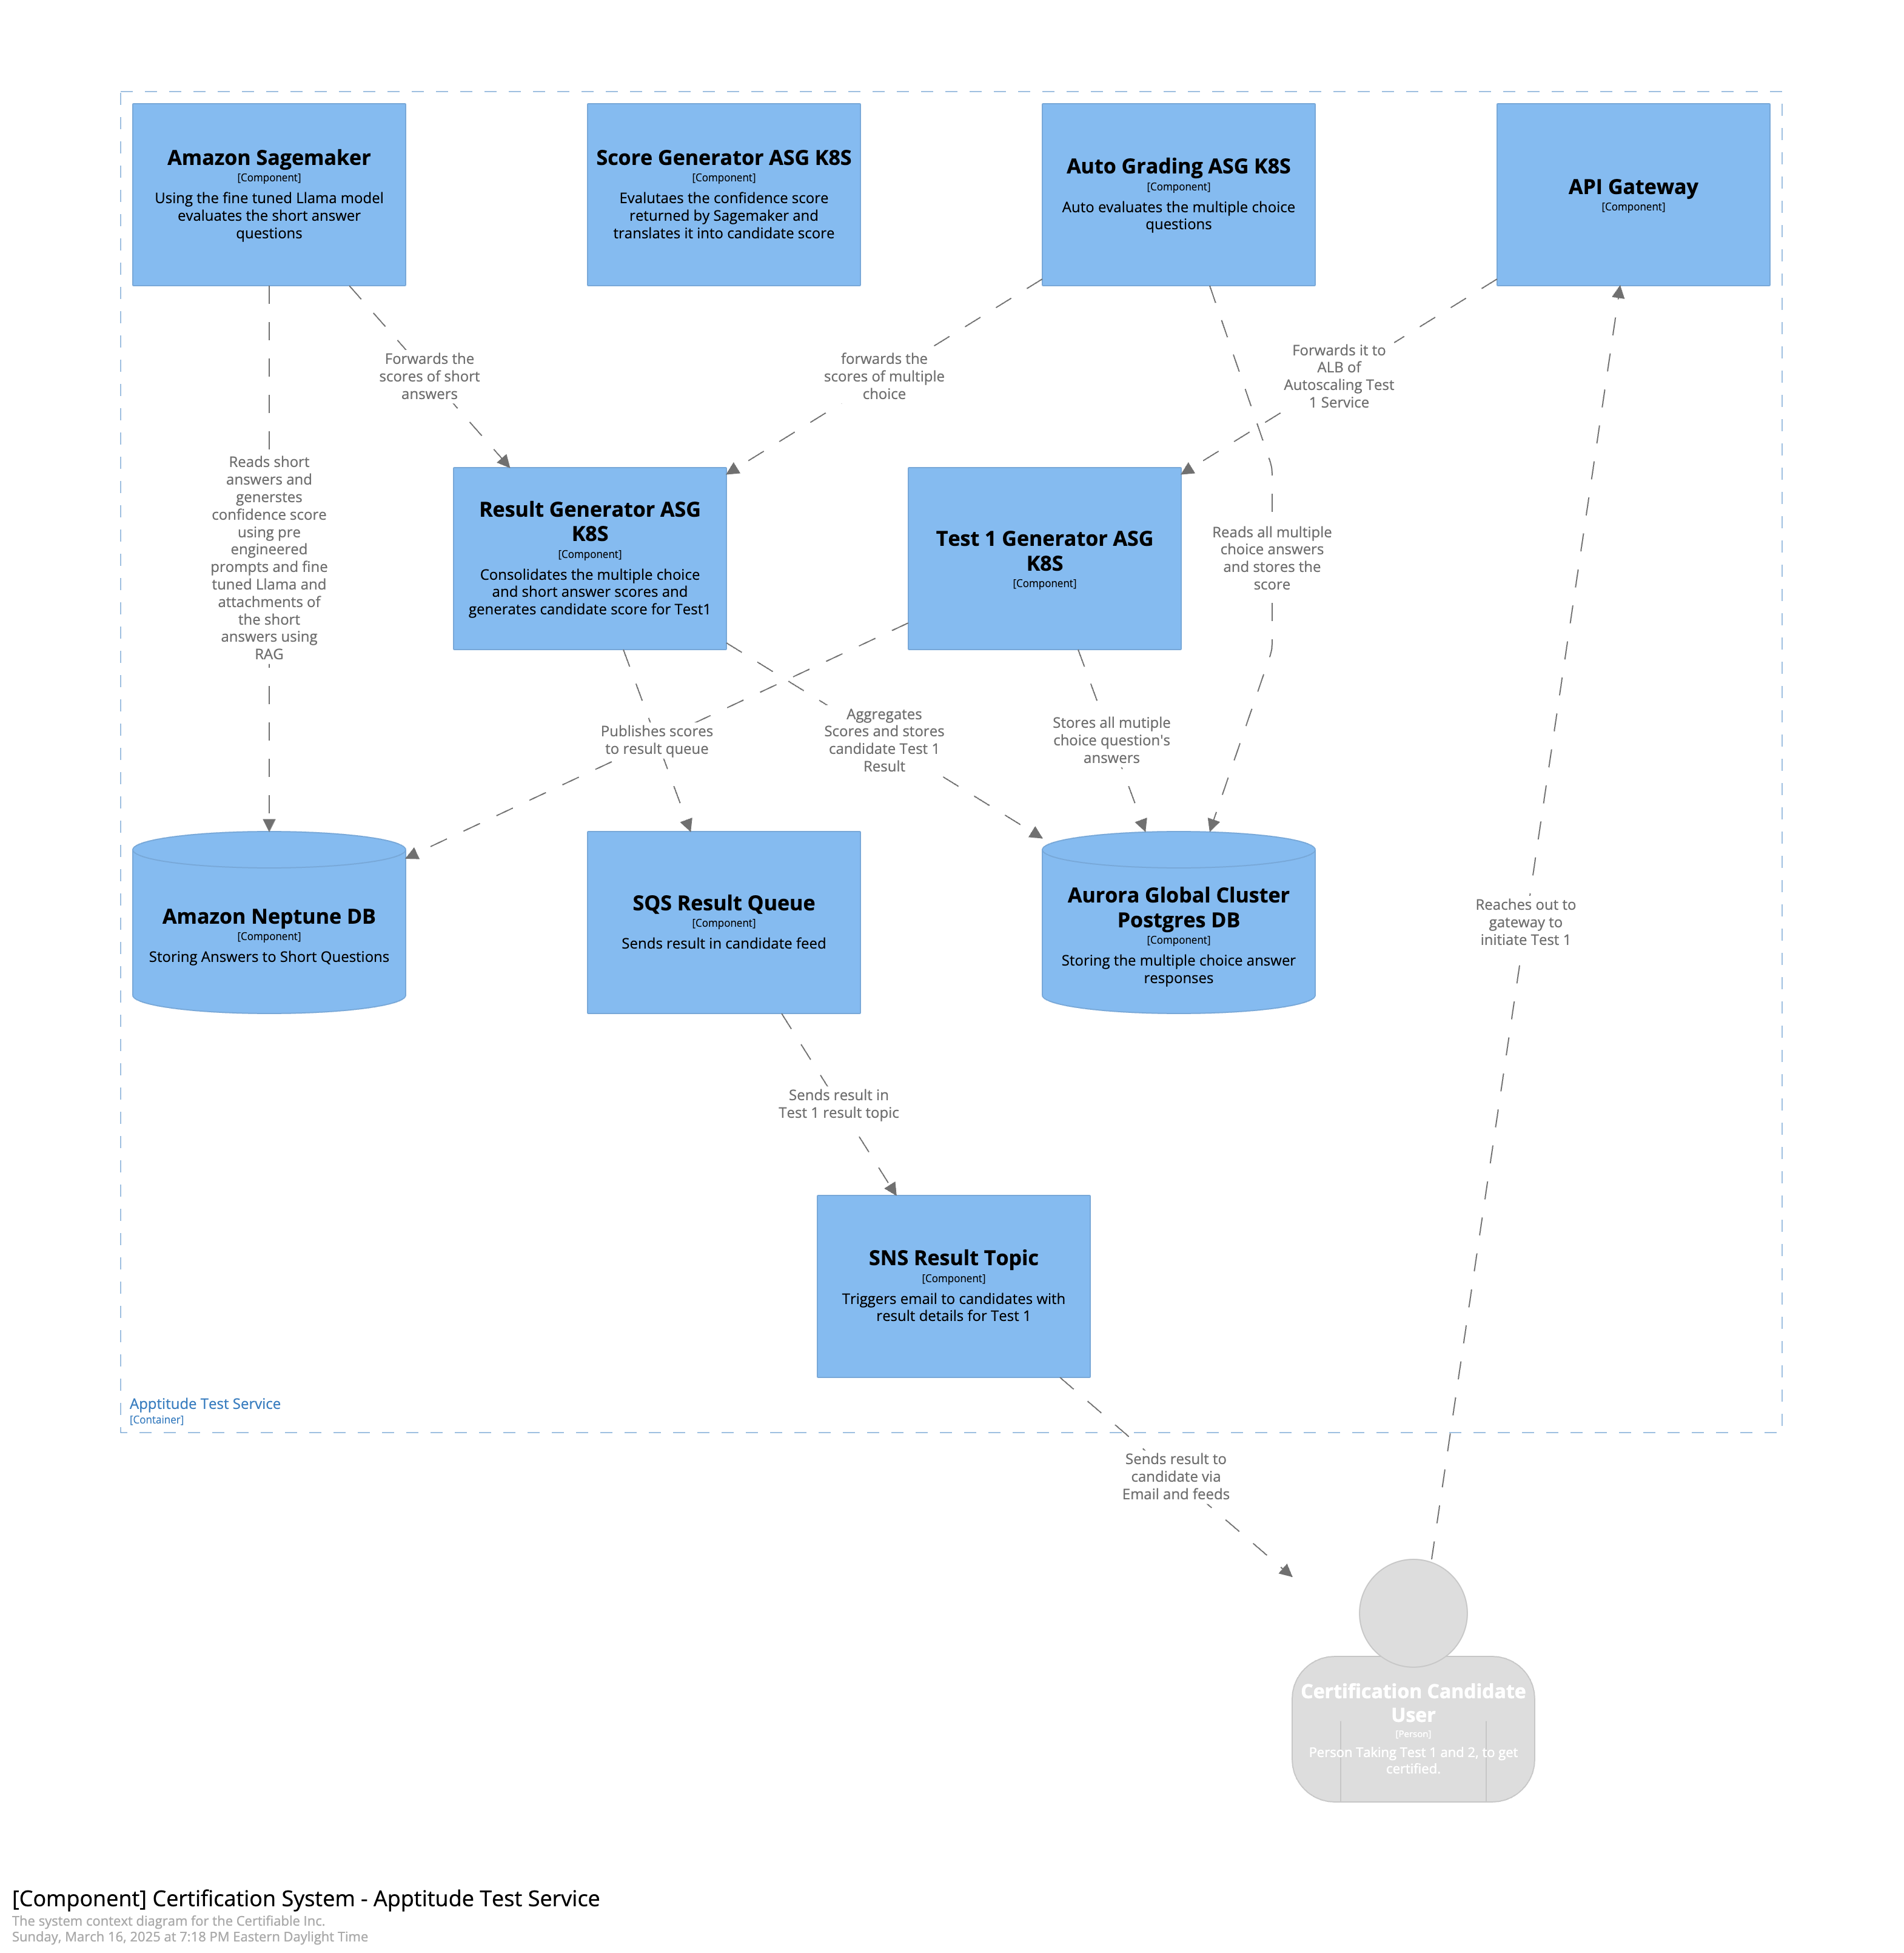 Amazon Sagemaker
[Component]
Using the fine tuned Llama model
evaluates the short answer
questions
Score Generator ASG K8S
[Component]
Evalutaes the confidence score
returned by Sagemaker and
translates it into candidate score
Auto Grading ASG K8S
[Component]
Auto evaluates the multiple choice
questions
API Gateway
[Component]
Forwards the
scores of short
answers
forwards the
scores of multiple
choice
Forwards it to
ALB of
Autoscaling Test
1 Service
Reads short
answers and
generstes
confidence score
using pre
engineered
prompts and fine
tuned Llama and
attachments of
the short
answers using
RAG
Result Generator ASG
K8S
[Component]
Consolidates the multiple choice
and short answer scores and
generates candidate score for Test1
Test 1 Generator ASG
K8S
[Component]
Reads all multiple
choice answers
and stores the
score
Publishes scores
to result queue
Aggregates
Scores and stores
candidate Test 1
Result
Stores all mutiple
choice question's
answers
Amazon Neptune DB
[Component]
Storing Answers to Short Questions
SQS Result Queue
[Component]
Sends result in candidate feed
Aurora Global Cluster
Postgres DB
[Component]
Storing the multiple choice answer
responses
Reaches out to
gateway to
initiate Test 1
Sends result in
Test 1 result topic
SNS Result Topic
[Component]
Triggers email to candidates with
result details for Test 1
Apptitude Test Service
[Container]
Sends result to
candidate via
Email and feeds
Certification Candidate
User
[Person]
Person Taking Test 1 and 2, to get
certified.
[Component] Certification System - Apptitude Test Service
The system context diagram for the Certifiable Inc.
Sunday, March 16, 2025 at 7:18 PM Eastern Daylight Time